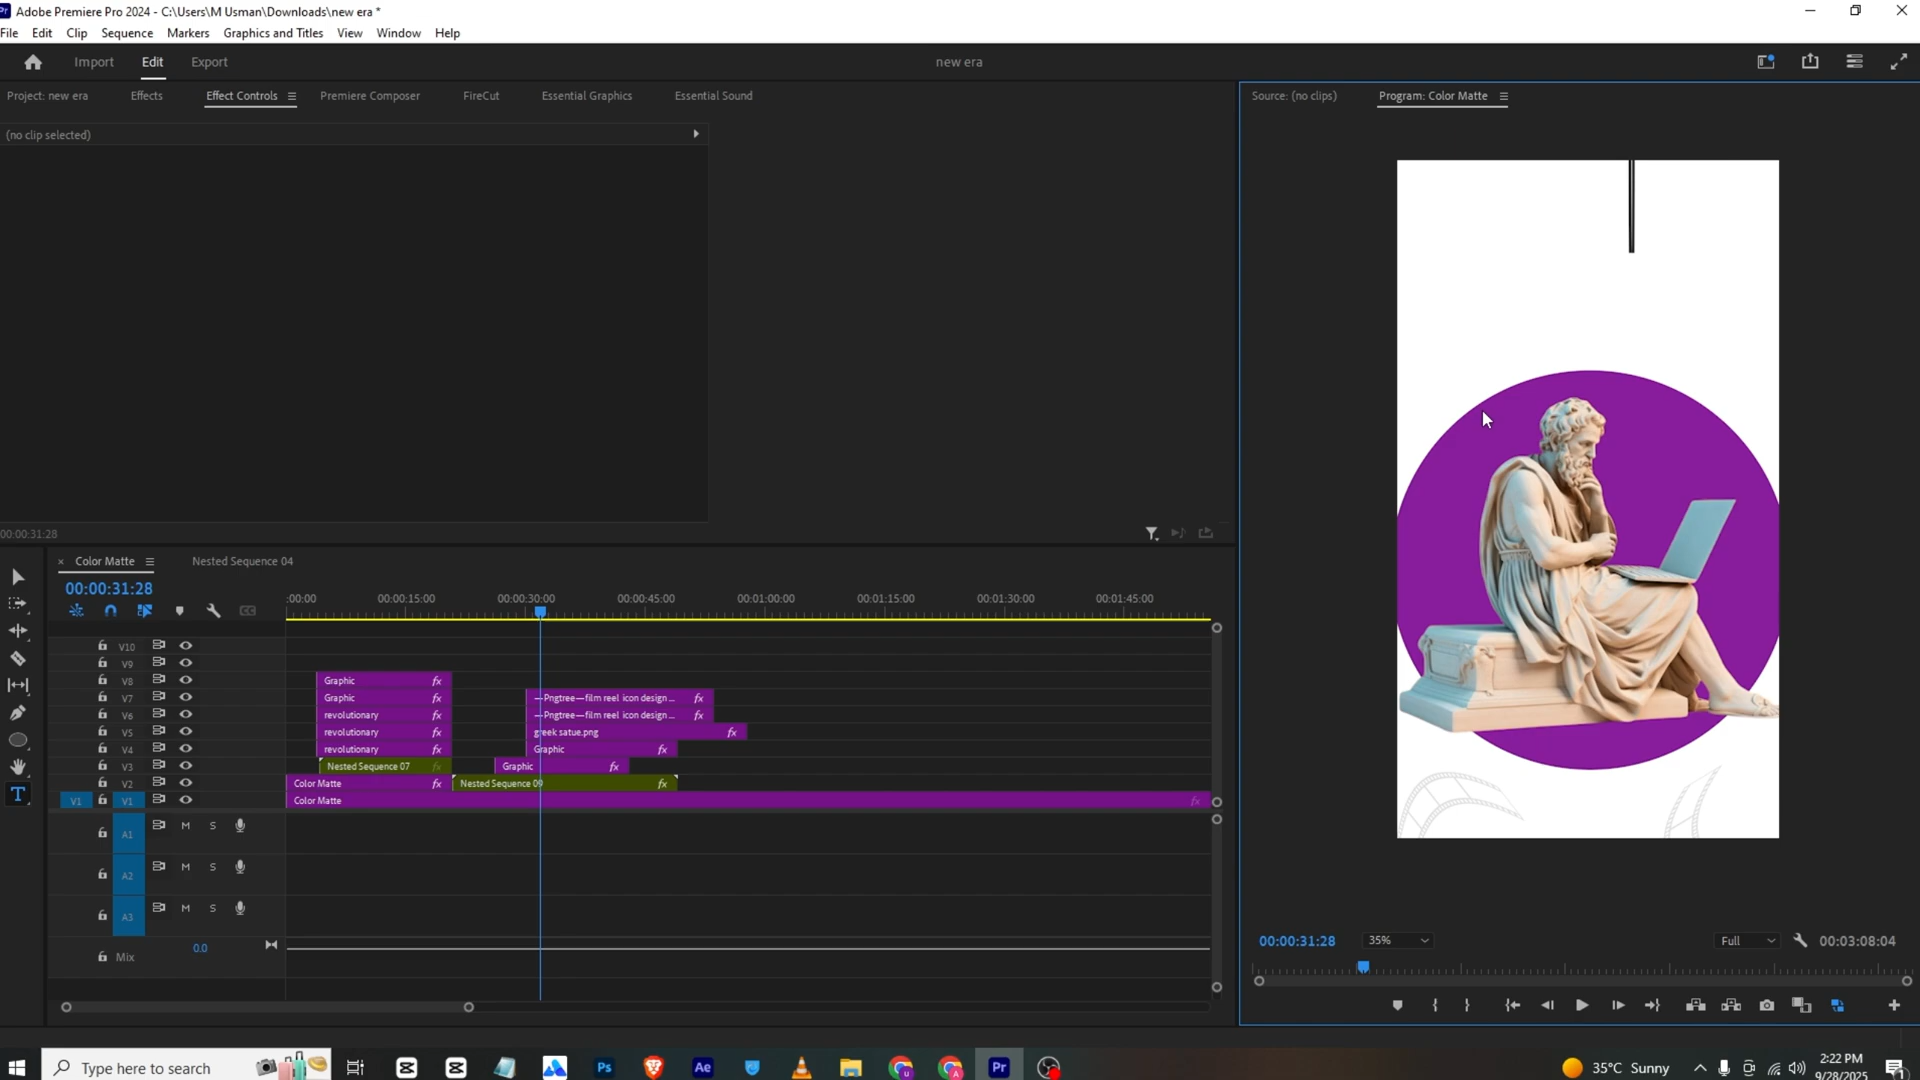 Adobe Premiere Pro 2024 - C:\Users\M Usman\Downloads\new era *
File Edit Clip Sequence Markers Graphics and Titles View Window Help
Import Edit Export new era
Project: new era Effects Effect Controls Premiere Composer FireCut Essential Graphics Essential Sound
Source: (no clips) Program: Color Matte
(no clip selected)
00:00:31:28
× Color Matte Nested Sequence 04
00:00:31:28
:00:00 00:00:15:00 00:00:30:00 00:00:45:00 00:01:00:00 00:01:15:00 00:01:30:00 00:01:45:00
V10
V9
V8 Graphic fx
V7 Graphic fx —Pngtree—film reel icon design ... fx
V6 revolutionary fx —Pngtree—film reel icon design ... fx
V5 revolutionary fx greek satue.png fx
V4 revolutionary fx Graphic fx
V3 Nested Sequence 07 fx Graphic fx
V2 Color Matte fx Nested Sequence 09 fx
V1 V1 Color Matte fx
A1 M S
A2 M S
A3 M S
Mix 0.0
00:00:31:28 35% Full 00:03:08:04
Type here to search
35°C Sunny
2:22 PM
9/28/2025